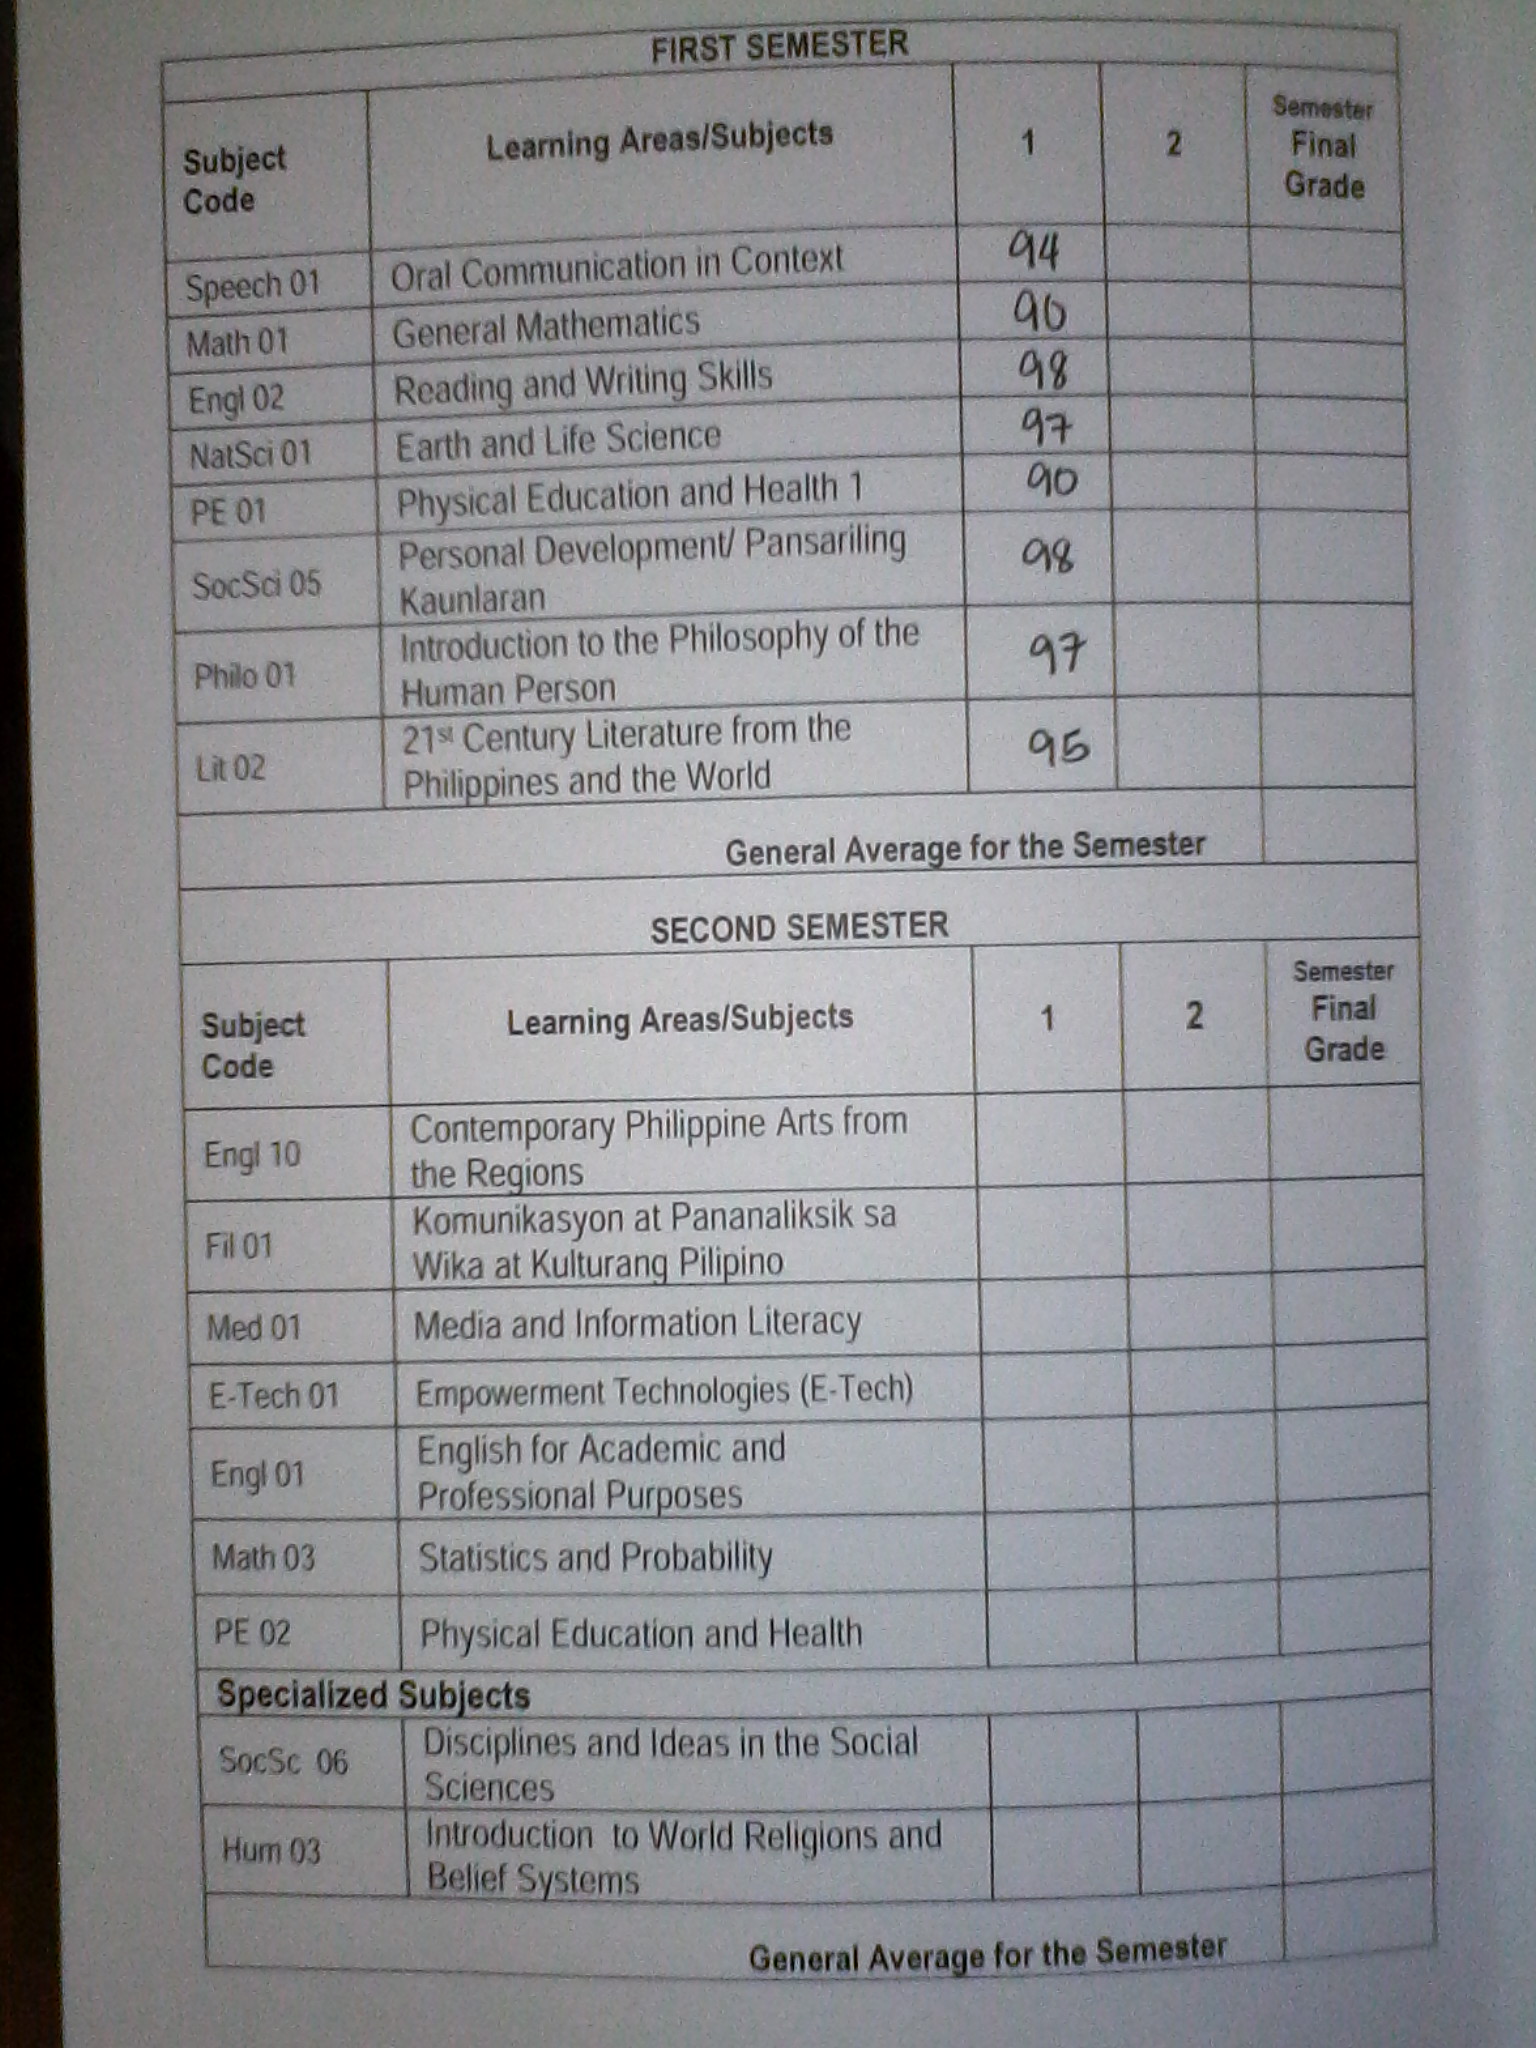 FIRST SEMESTER
Subject Code Learning Areas/Subjects 1 2 Semester Final Grade
Speech 01 Oral Communication in Context 94
Math 01 General Mathematics 90
Engl 02 Reading and Writing Skills 98
NatSci 01 Earth and Life Science 97
PE 01 Physical Education and Health 1 90
SocSci 05 Personal Development/ Pansariling Kaunlaran 98
Philo 01 Introduction to the Philosophy of the Human Person 97
Lit 02 21st Century Literature from the Philippines and the World 95
General Average for the Semester
SECOND SEMESTER
Subject Code Learning Areas/Subjects 1 2 Semester Final Grade
Engl 10 Contemporary Philippine Arts from the Regions
Fil 01 Komunikasyon at Pananaliksik sa Wika at Kulturang Pilipino
Med 01 Media and Information Literacy
E-Tech 01 Empowerment Technologies (E-Tech)
Engl 01 English for Academic and Professional Purposes
Math 03 Statistics and Probability
PE 02 Physical Education and Health
Specialized Subjects
SocSc 06 Disciplines and Ideas in the Social Sciences
Hum 03 Introduction to World Religions and Belief Systems
General Average for the Semester